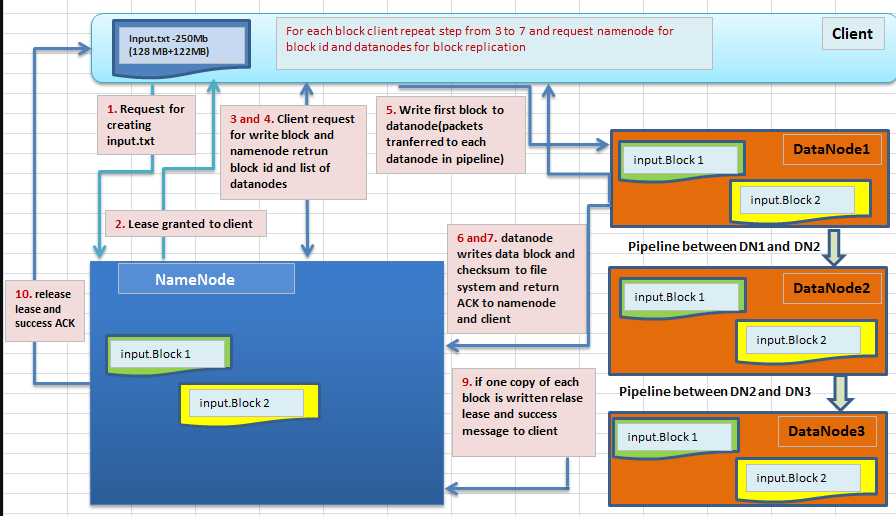 Input.txt -250Mb
(128 MB+122MB)
For each block client repeat step from 3 to 7 and request namenode for
block id and datanodes for block replication
Client
1. Request for
creating
input.txt
3 and 4. Client request
for write block and
namenode retrun
block id and list of
datanodes
5. Write first block to
datanode(packets
tranferred to each
datanode in pipeline)
DataNode1
input.Block 1
input.Block 2
2. Lease granted to client
6 and7. datanode
writes data block and
checksum to file
system and return
ACK to namenode
and client
Pipeline between DN1 and DN2
NameNode
input.Block 1
input.Block 2
10. release
lease and
success ACK
DataNode2
input.Block 1
input.Block 2
9. if one copy of each
block is written relase
lease and success
message to client
Pipeline between DN2 and DN3
DataNode3
input.Block 1
input.Block 2